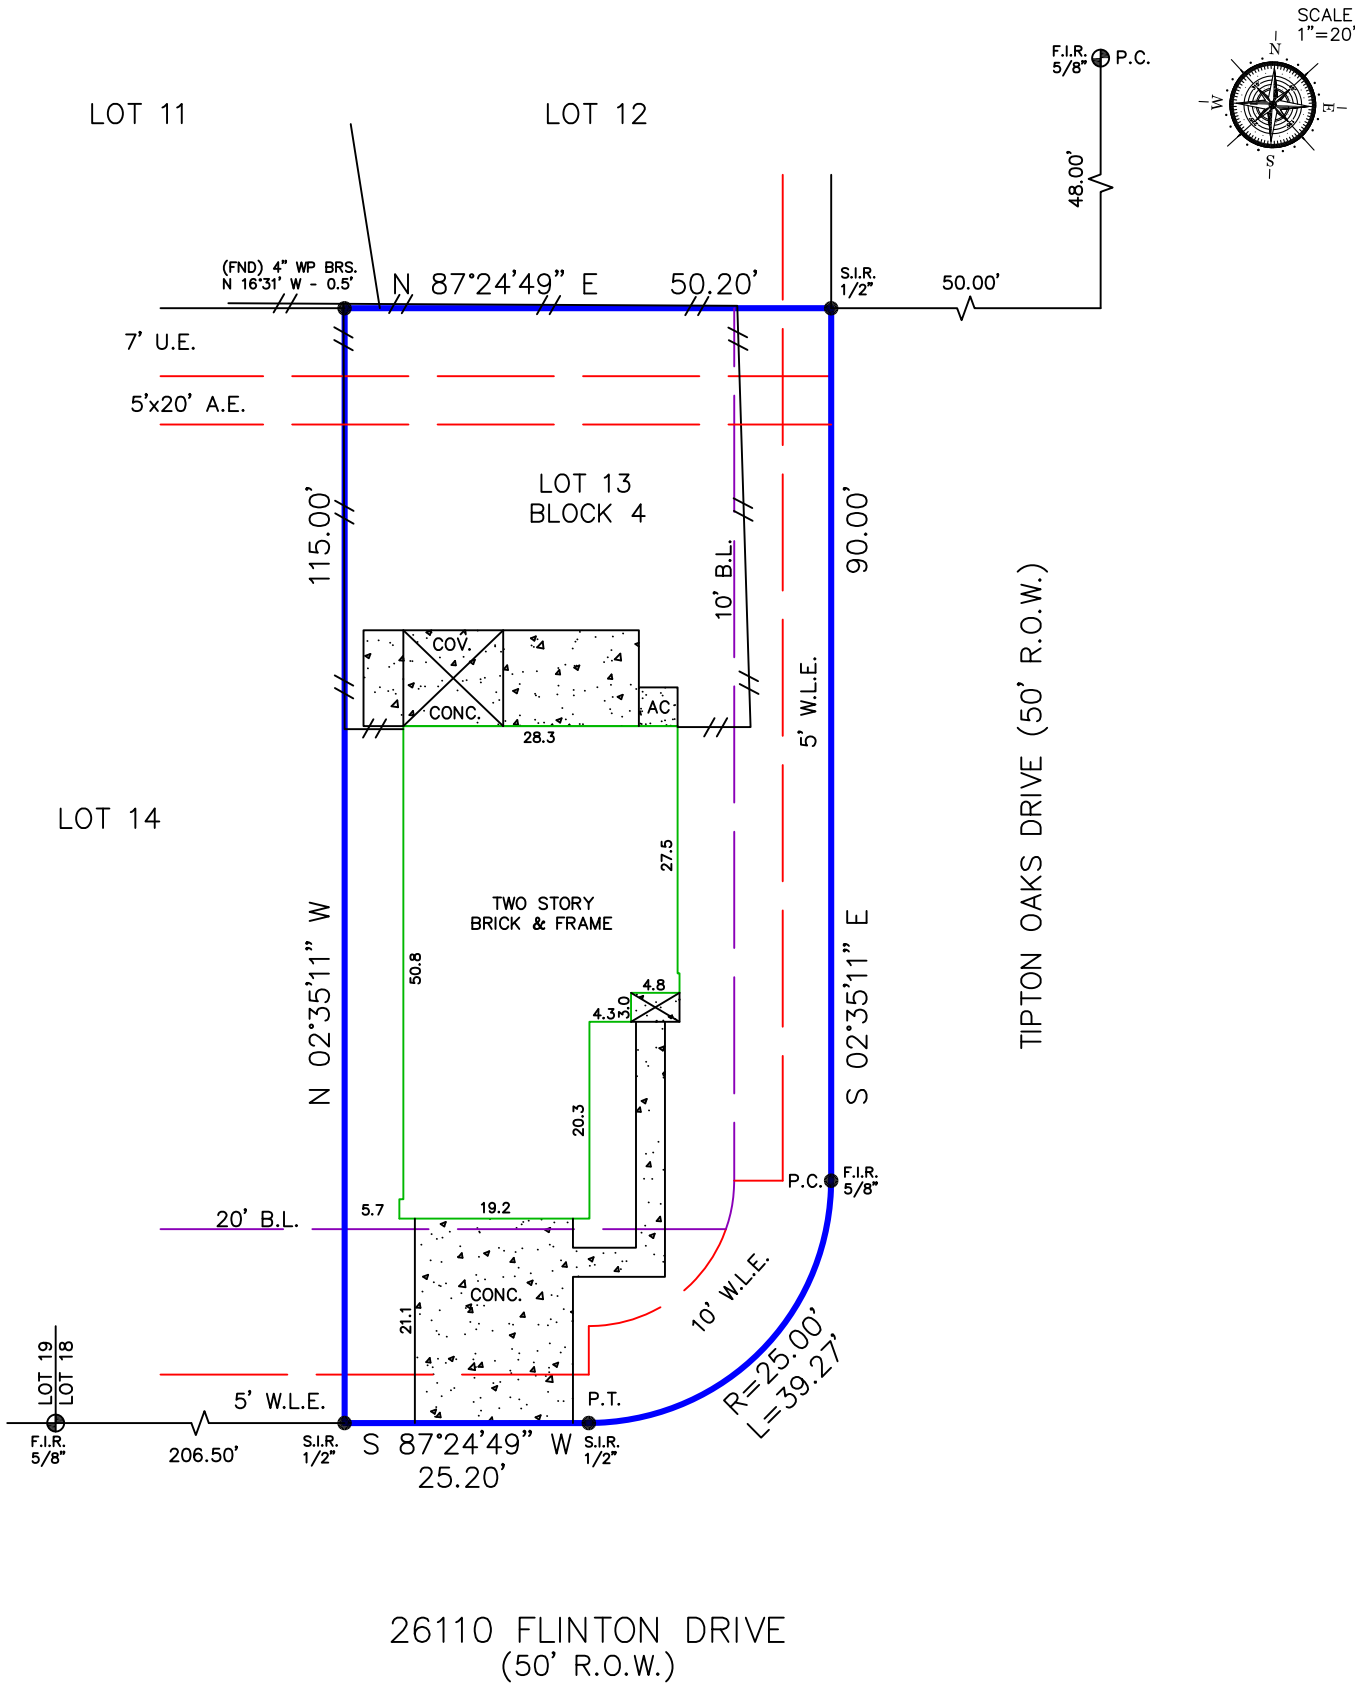 SCALE
1"=20'
N
W
E
S
F.I.R.
5/8"
P.C.
LOT 11
LOT 12
48.00'
(FND) 4" WP BRS.
N 16°31' W - 0.5'
N 87°24'49" E
50.20'
S.I.R.
1/2"
50.00'
7' U.E.
5'x20' A.E.
LOT 13
BLOCK 4
115.00'
90.00'
10' B.L.
TIPTON OAKS DRIVE (50' R.O.W.)
COV.
CONC.
AC
5' W.L.E.
28.3
LOT 14
27.5
TWO STORY
BRICK & FRAME
N 02°35'11" W
S 02°35'11" E
50.8
4.8
3.0
4.3
20.3
P.C.
F.I.R.
5/8"
5.7
19.2
20' B.L.
10' W.L.E.
CONC.
21.1
R=25.00'
L=39.27'
LOT 19
LOT 18
5' W.L.E.
P.T.
F.I.R.
5/8"
206.50'
S.I.R.
1/2"
S 87°24'49" W
25.20'
S.I.R.
1/2"
26110 FLINTON DRIVE
(50' R.O.W.)